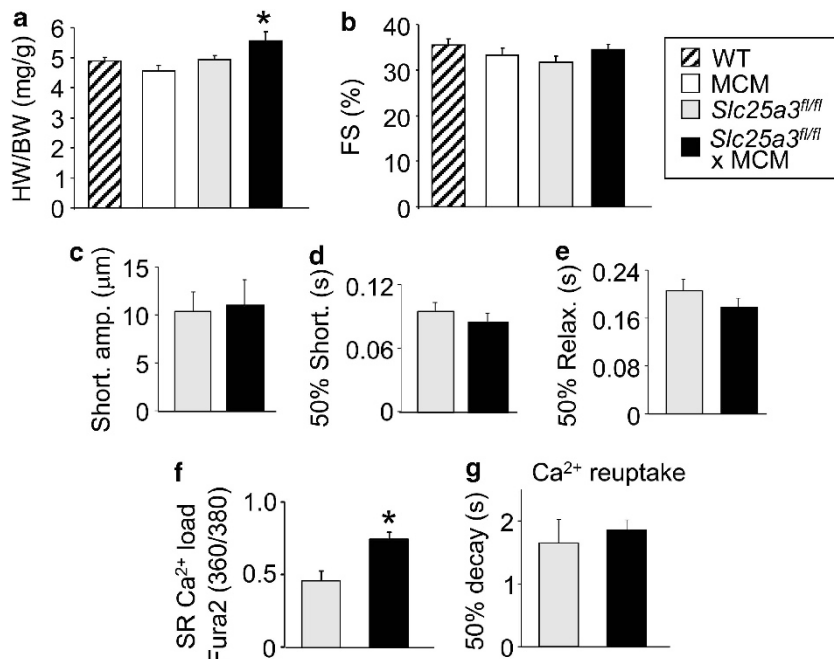 a
HW/BW (mg/g)
6
5
4
3
2
1
0
*
b
FS (%)
40
30
20
10
0
WT
MCM
Slc25a3fl/fl
Slc25a3fl/fl
x MCM
c
Short. amp. (μm)
15
10
5
0
d
50% Short. (s)
0.12
0.06
0
e
50% Relax. (s)
0.24
0.16
0.08
0
f
SR Ca2+ load
Fura2 (360/380)
1.0
0.5
0
*
g
Ca2+ reuptake
50% decay (s)
2
1
0